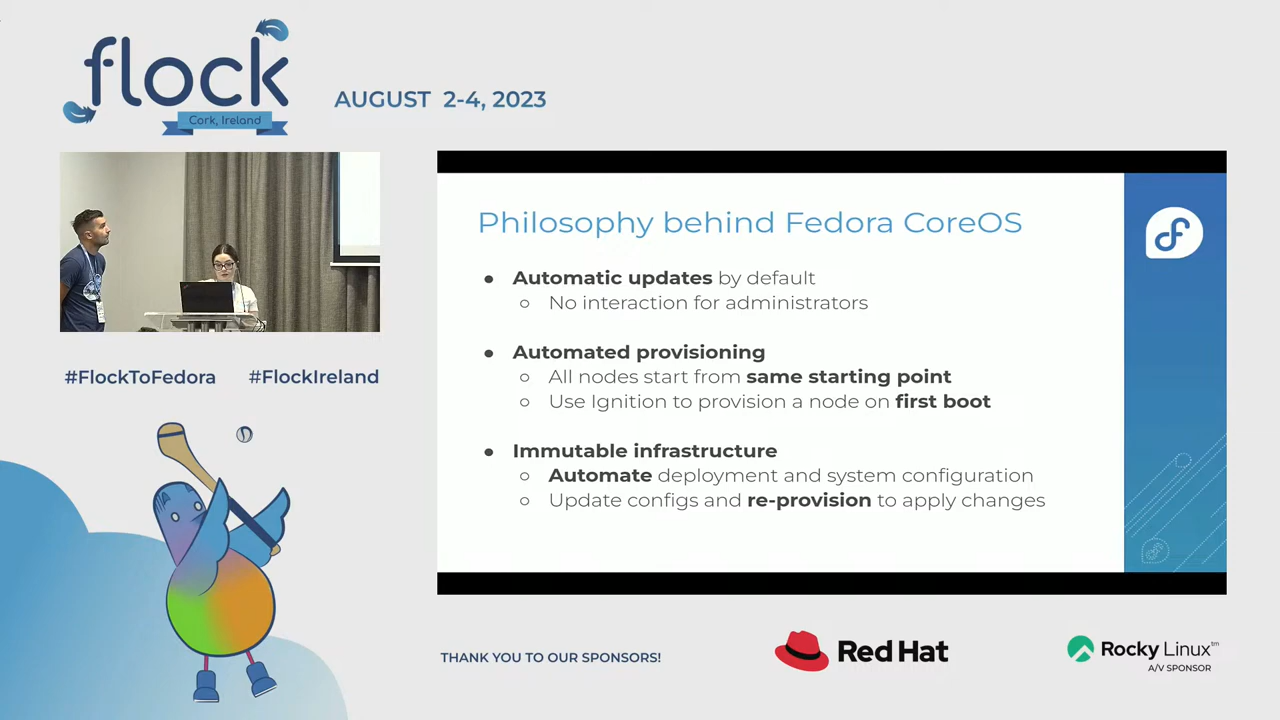 flock
Cork, Ireland
AUGUST 2-4, 2023
#FlockToFedora #FlockIreland
Philosophy behind Fedora CoreOS
● Automatic updates by default
○ No interaction for administrators
● Automated provisioning
○ All nodes start from same starting point
○ Use Ignition to provision a node on first boot
● Immutable infrastructure
○ Automate deployment and system configuration
○ Update configs and re-provision to apply changes
THANK YOU TO OUR SPONSORS!
Red Hat
Rocky Linux™
A/V SPONSOR